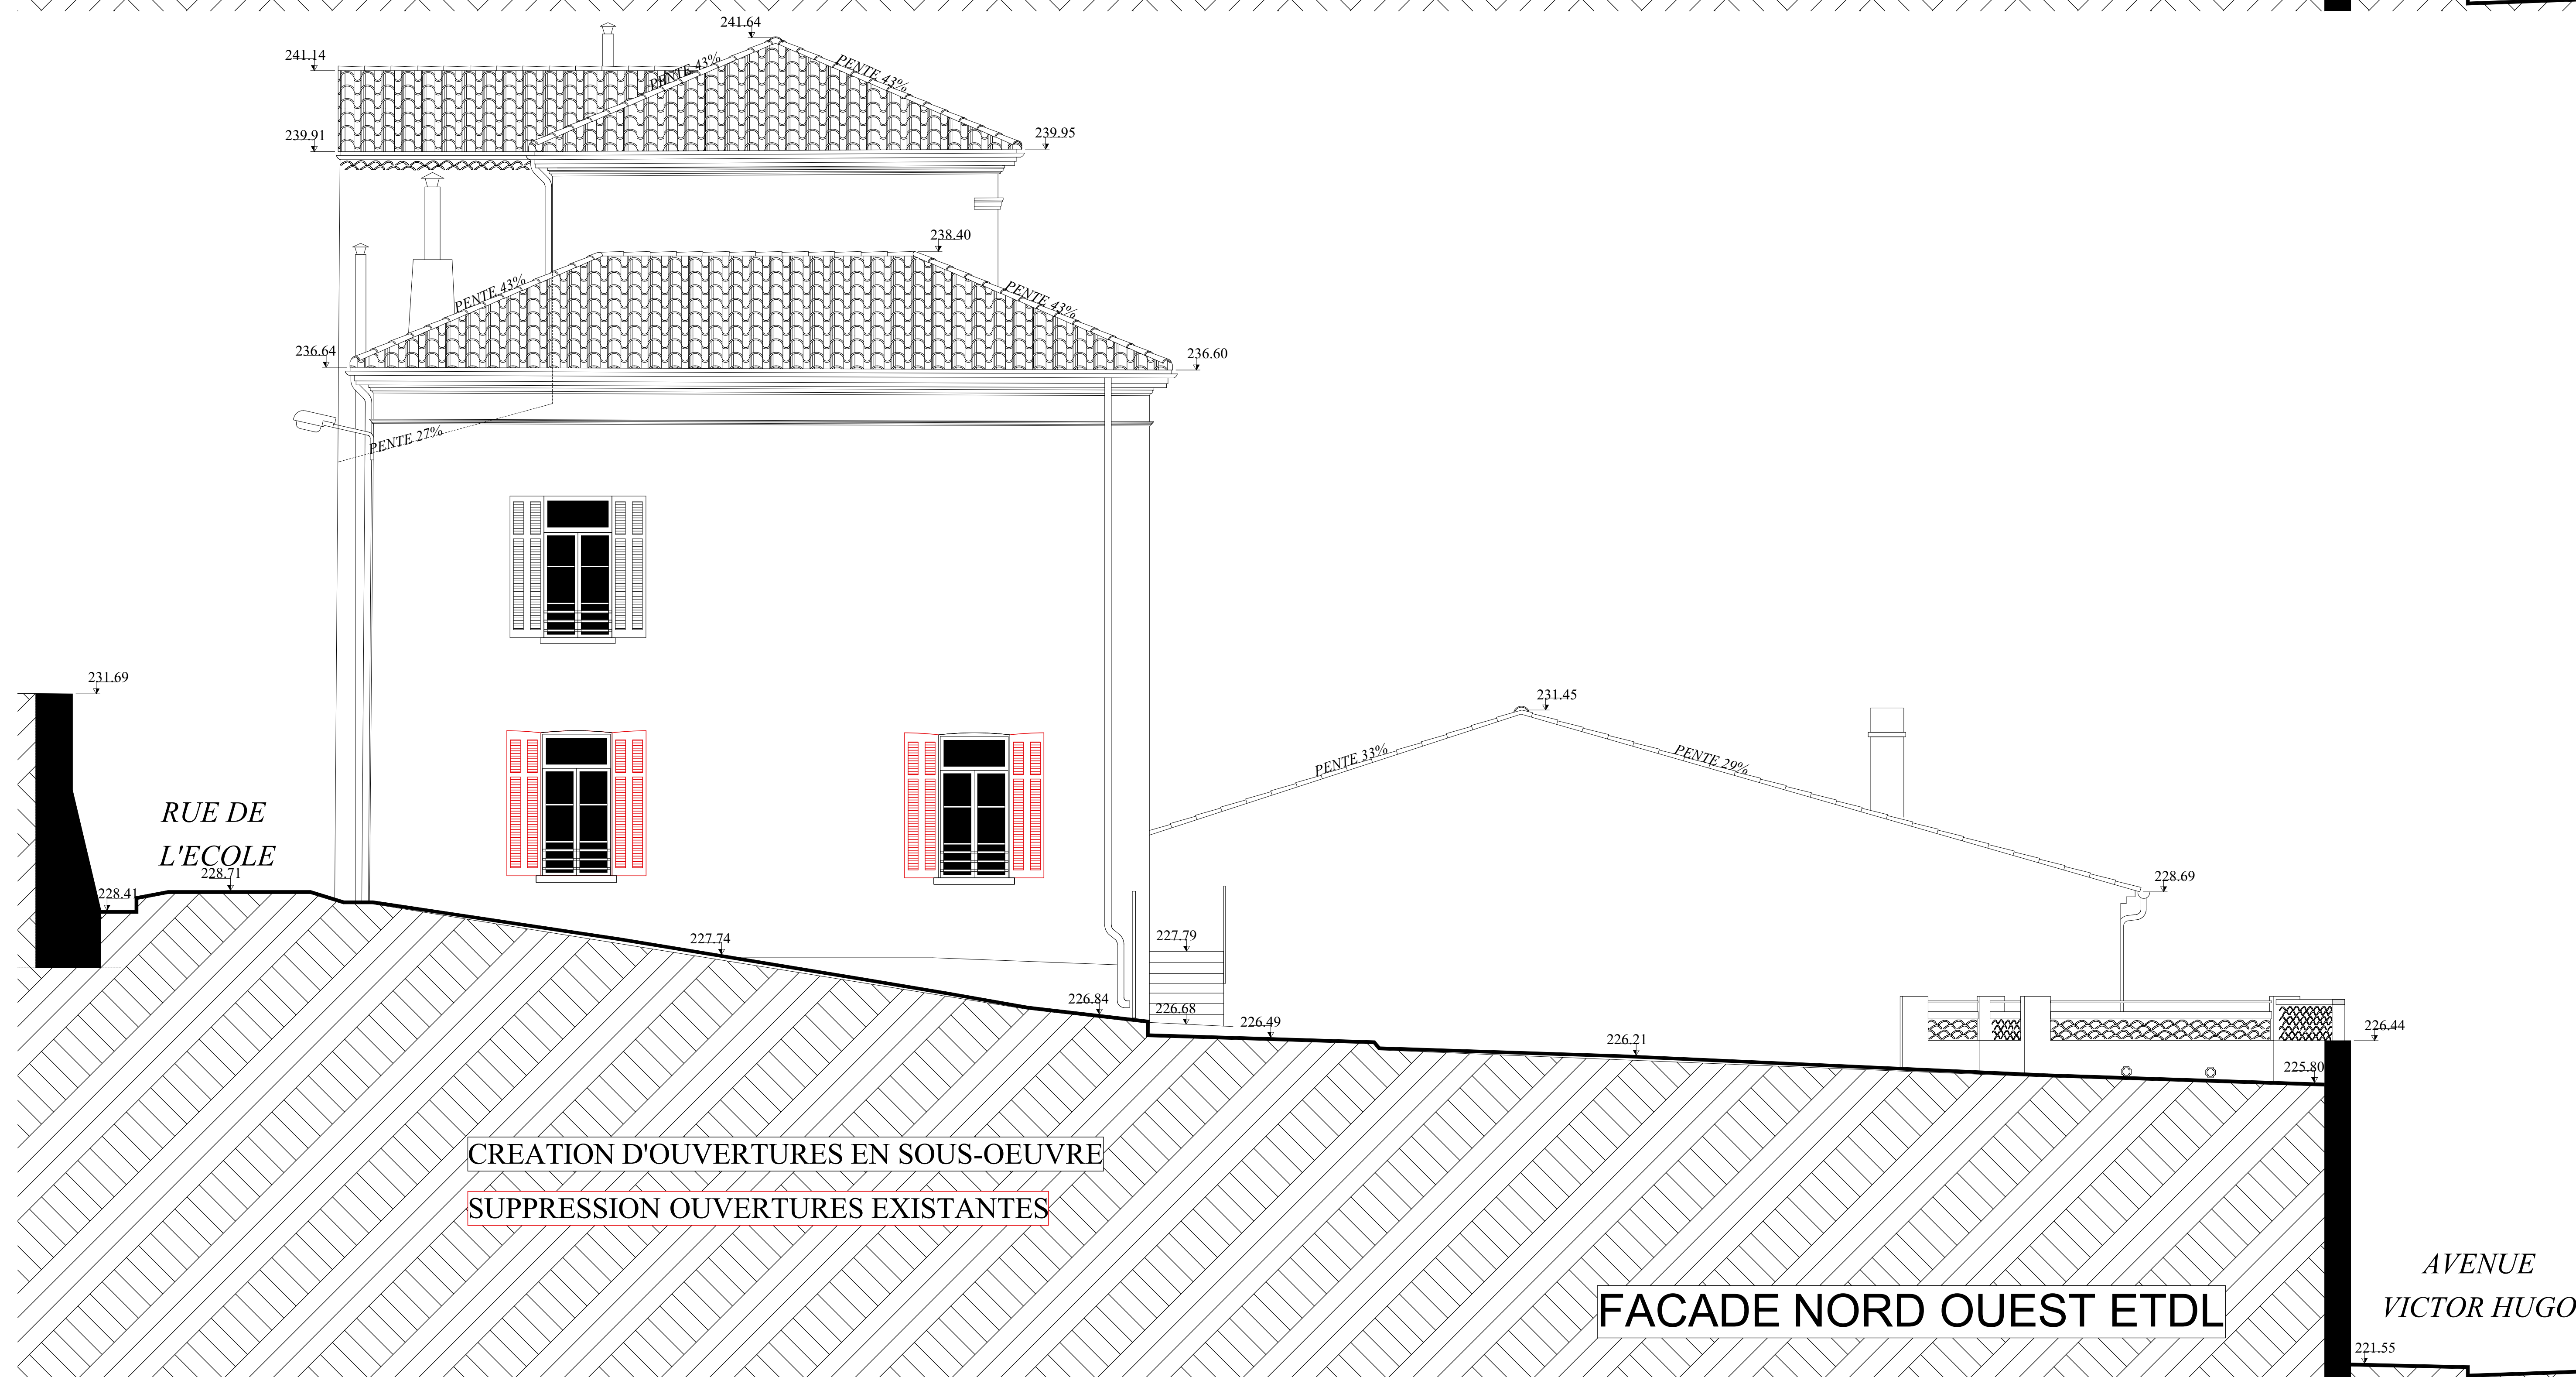 241.64
241.14
PENTE 43%
PENTE 43%
239.91
239.95
238.40
PENTE 43%
PENTE 43%
236.64
236.60
PENTE 27%
231.69
231.45
PENTE 33%
PENTE 29%
RUE DE
L'ECOLE
228.71
228.41
228.69
227.74
227.79
226.84
226.68
226.49
226.21
226.44
225.80
CREATION D'OUVERTURES EN SOUS-OEUVRE
SUPPRESSION OUVERTURES EXISTANTES
FACADE NORD OUEST ETDL
AVENUE
VICTOR HUGO
221.55